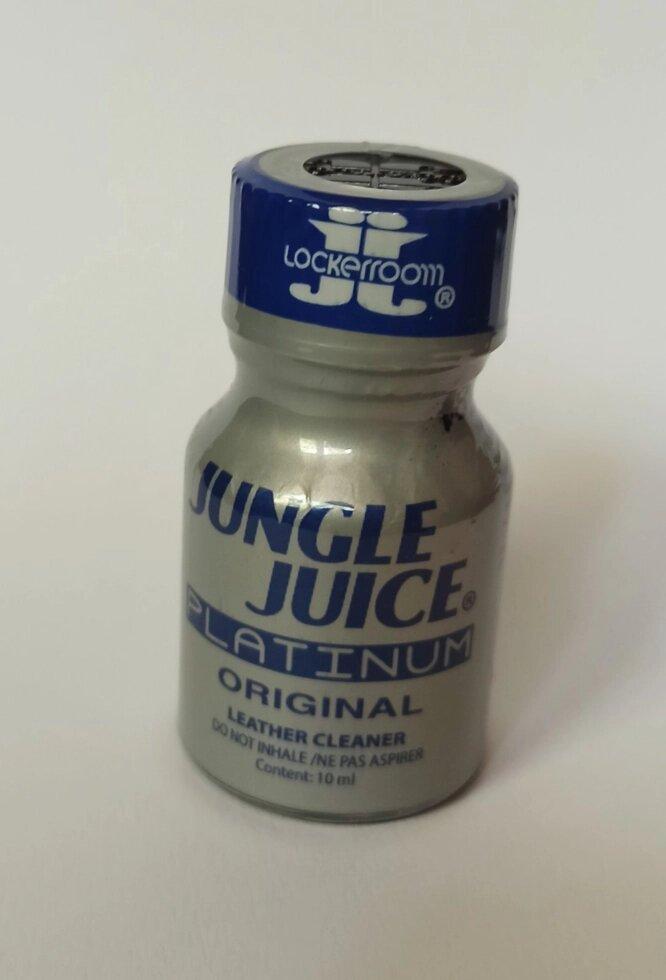 jj
LOCKERROOM
®
JUNGLE
JUICE®
PLATINUM
ORIGINAL
LEATHER CLEANER
DO NOT INHALE /NE PAS ASPIRER
Content: 10 ml